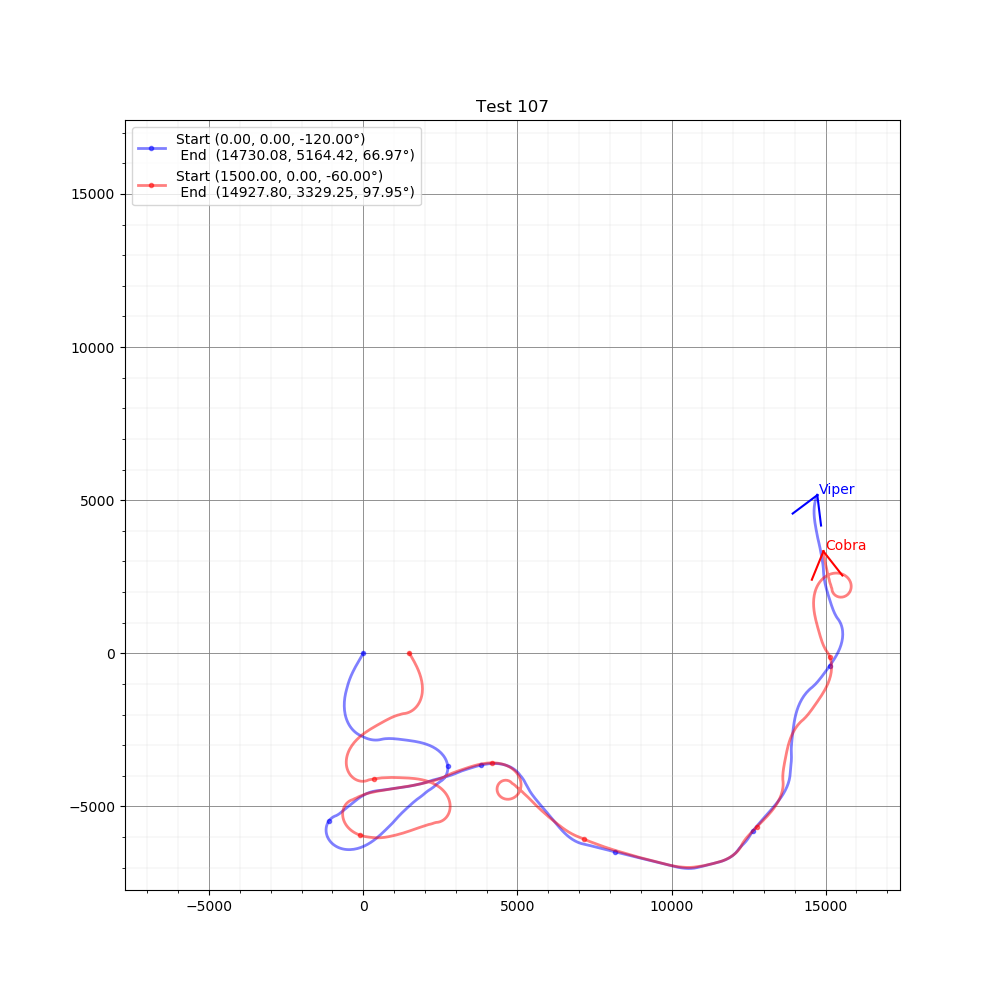 Test 107
Start (0.00, 0.00, -120.00°)
End  (14730.08, 5164.42, 66.97°)
Start (1500.00, 0.00, -60.00°)
End  (14927.80, 3329.25, 97.95°)
15000
10000
5000
0
−5000
Viper
Cobra
−5000
0
5000
10000
15000